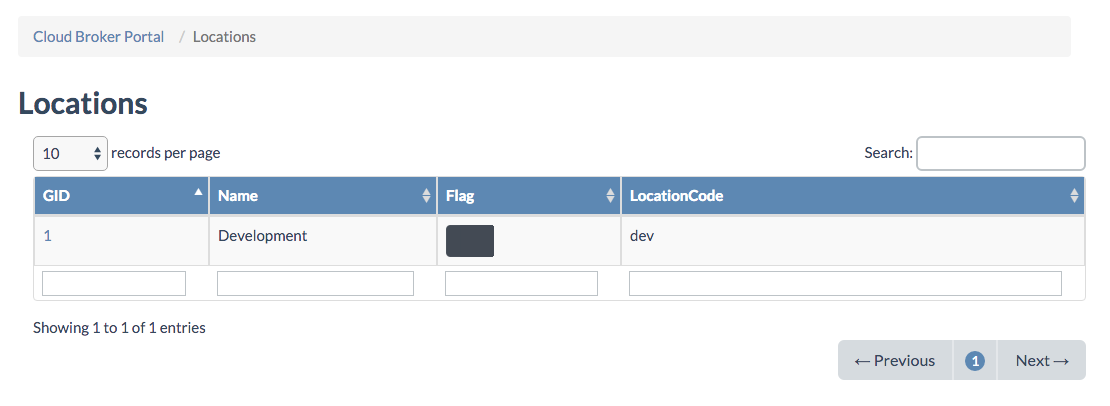 Cloud Broker Portal / Locations
Locations
10 records per page Search:
GID Name Flag LocationCode
1 Development dev
Showing 1 to 1 of 1 entries
← Previous 1 Next →